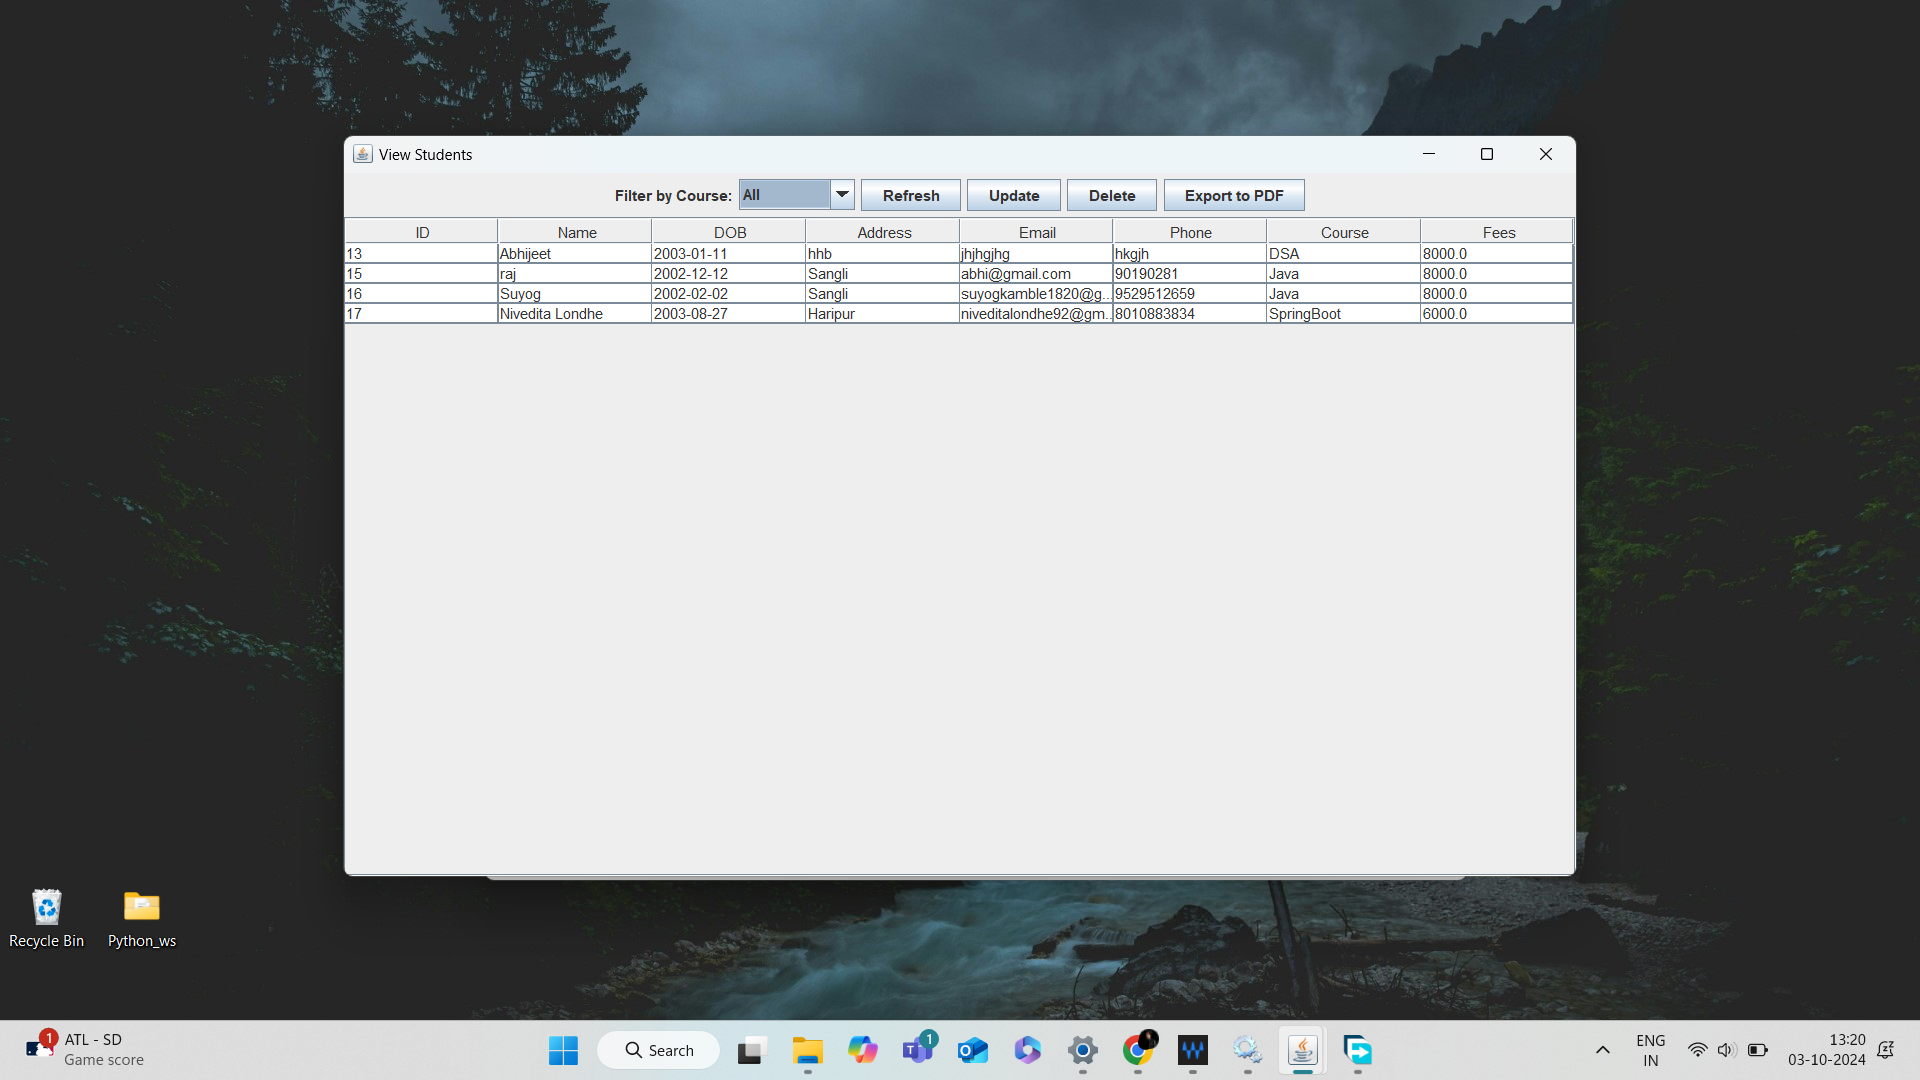 View Students
Filter by Course: All Refresh Update Delete Export to PDF
ID Name DOB Address Email Phone Course Fees
13 Abhijeet 2003-01-11 hhb jhjhgjhg hkgjh DSA 8000.0
15 raj 2002-12-12 Sangli abhi@gmail.com 90190281 Java 8000.0
16 Suyog 2002-02-02 Sangli suyogkamble1820@g... 9529512659 Java 8000.0
17 Nivedita Londhe 2003-08-27 Haripur niveditalondhe92@gm... 8010883834 SpringBoot 6000.0
Recycle Bin Python_ws
1 ATL - SD
Game score
Search
1
ENG
IN
13:20
03-10-2024